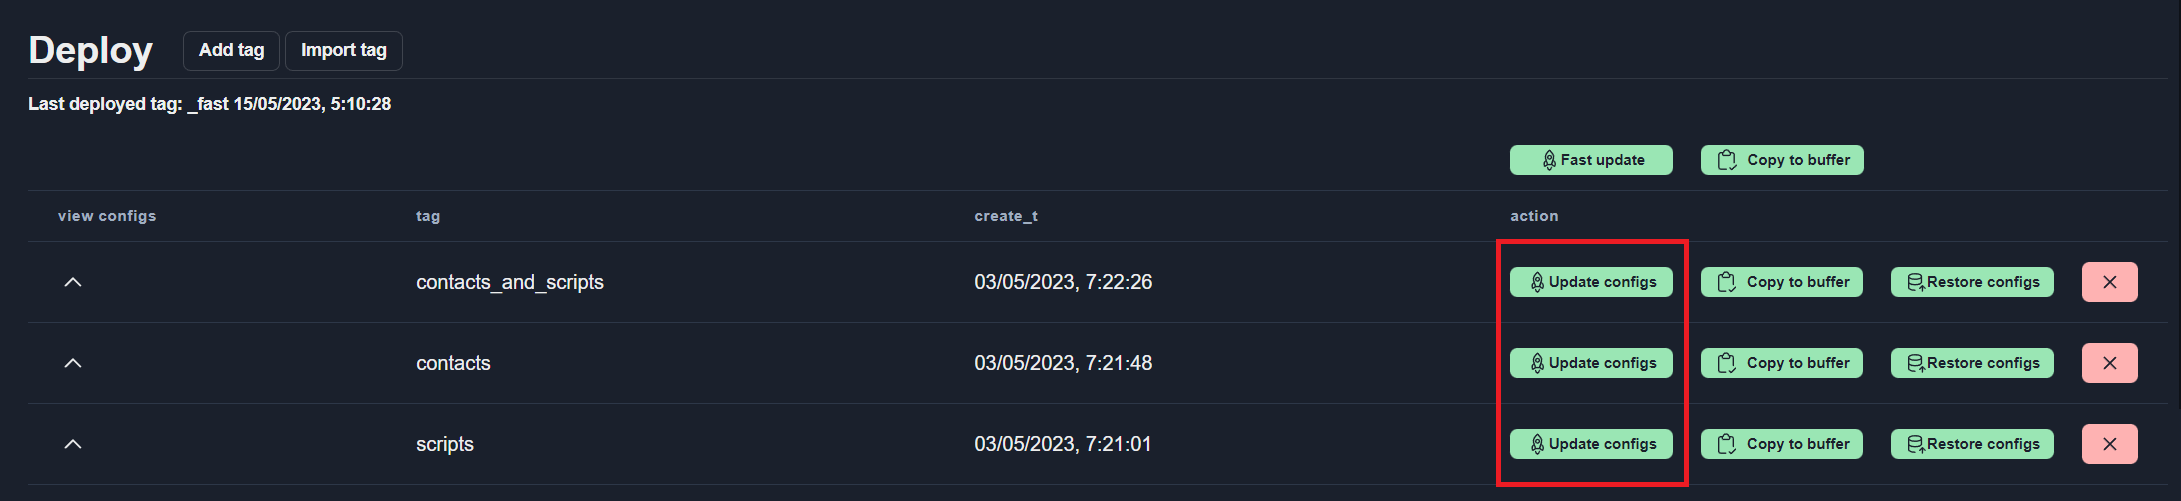 Deploy Add tag Import tag
Last deployed tag: _fast 15/05/2023, 5:10:28
Fast update Copy to buffer
view configs tag create_t action
contacts_and_scripts 03/05/2023, 7:22:26 Update configs Copy to buffer Restore configs
contacts 03/05/2023, 7:21:48 Update configs Copy to buffer Restore configs
scripts 03/05/2023, 7:21:01 Update configs Copy to buffer Restore configs